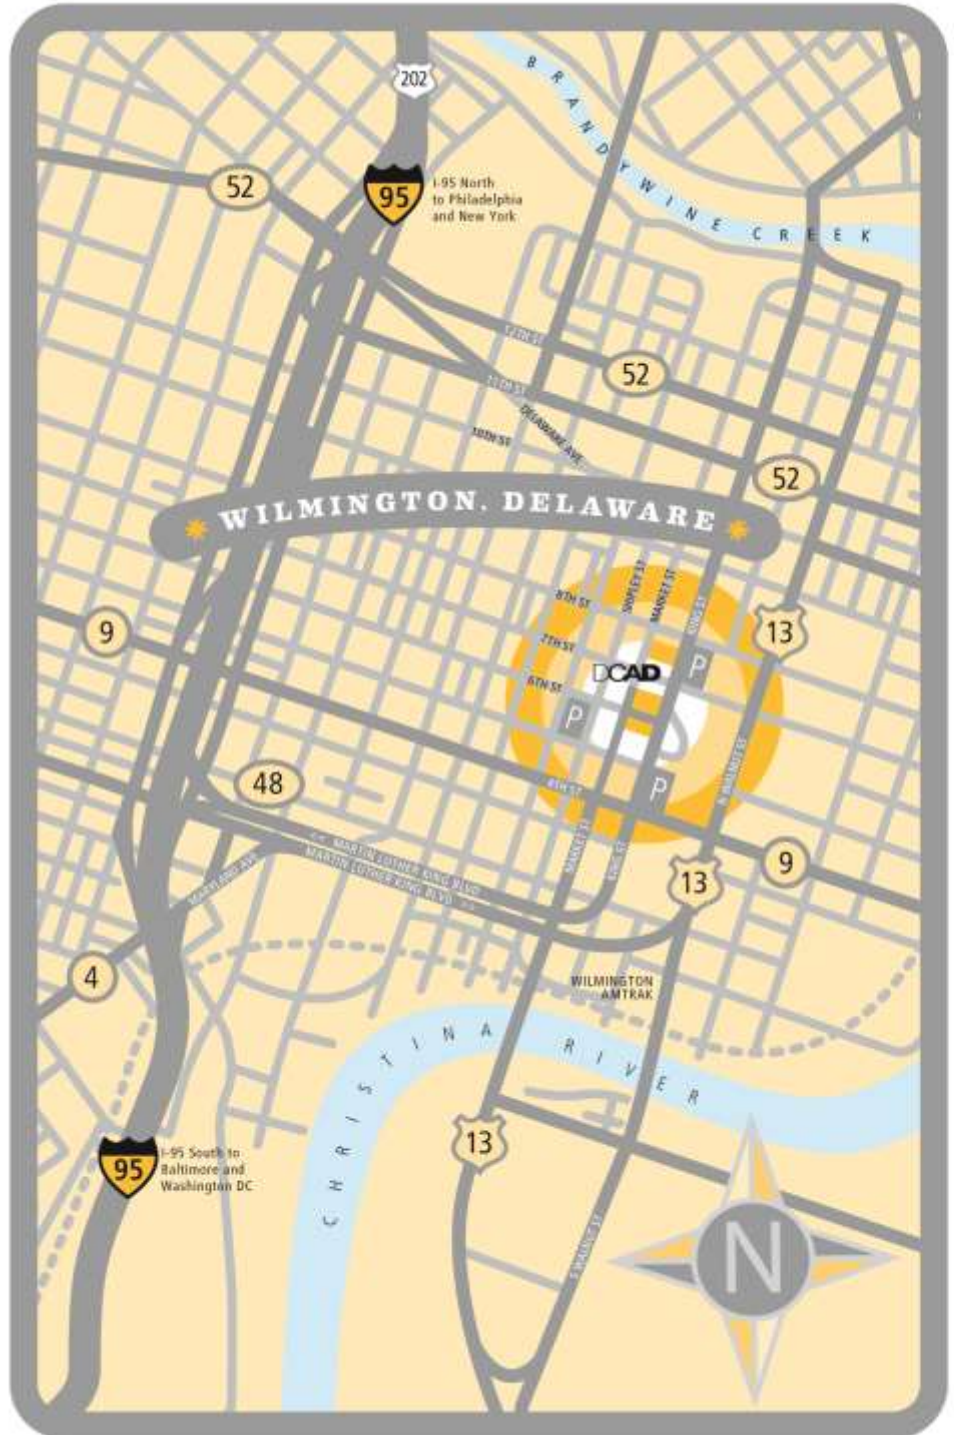 202
BRANDYWINE CREEK
52
95
I-95 North
to Philadelphia
and New York
12TH ST
52
11TH ST
DELAWARE AVE
10TH ST
52
WILMINGTON, DELAWARE
SHIPLEY ST
MARKET ST
KING ST
8TH ST
9
13
7TH ST
DCAD
P
6TH ST
P
N WALNUT ST
48
4TH ST
P
<< MARTIN LUTHER KING BLVD
MARTIN LUTHER KING BLVD >>
MARKET ST
KING ST
9
MARYLAND AVE
13
4
WILMINGTON
AMTRAK
CHRISTINA RIVER
13
95
I-95 South to
Baltimore and
Washington DC
S WALNUT ST
N